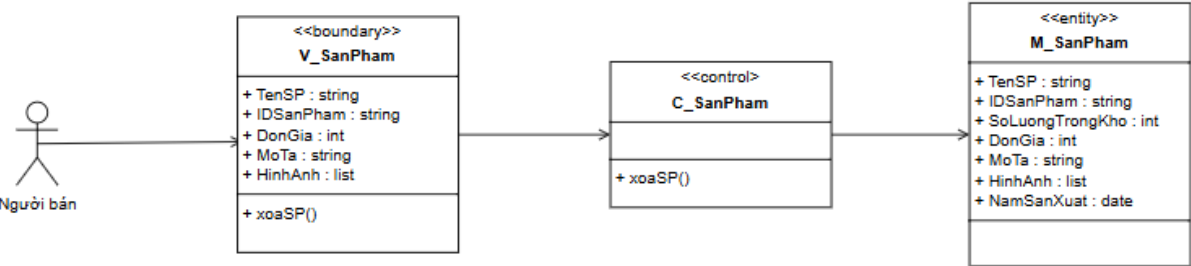 Người bán
<<boundary>>
V_SanPham
+ TenSP : string
+ IDSanPham : string
+ DonGia : int
+ MoTa : string
+ HinhAnh : list
+ xoaSP()
<<control>
C_SanPham
+ xoaSP()
<<entity>>
M_SanPham
+ TenSP : string
+ IDSanPham : string
+ SoLuongTrongKho : int
+ DonGia : int
+ MoTa : string
+ HinhAnh : list
+ NamSanXuat : date